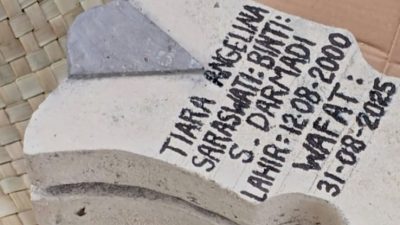 TIARA ANGELINA
SARASWATI: BINTI:
S. DARMADI
LAHIR: 12-08-2000
WAFAT:
31-08-2025